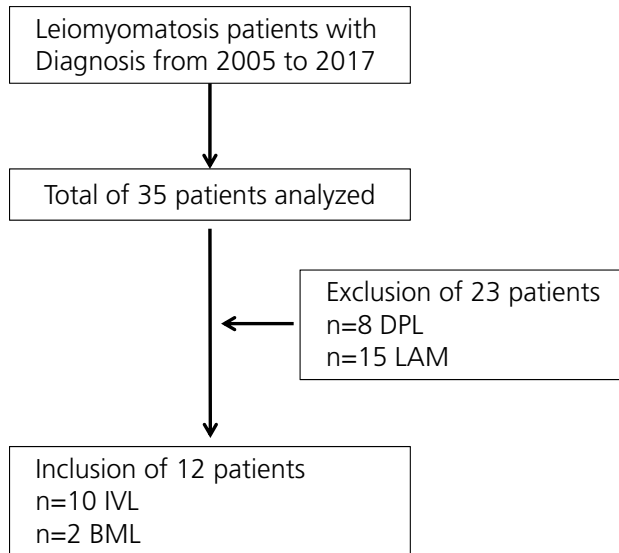 Leiomyomatosis patients with
Diagnosis from 2005 to 2017
Total of 35 patients analyzed
Exclusion of 23 patients
n=8 DPL
n=15 LAM
Inclusion of 12 patients
n=10 IVL
n=2 BML